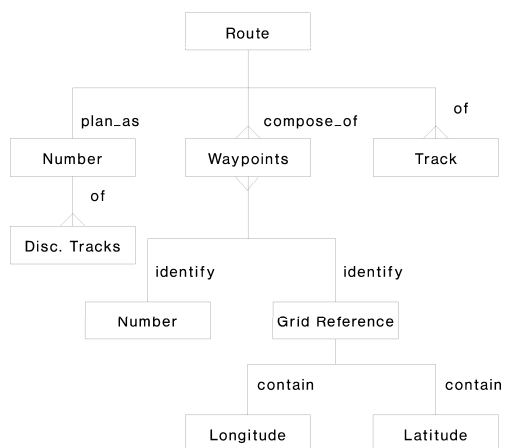 Route
of
plan_as
compose_of
Number
Waypoints
Track
of
Disc. Tracks
identify
identify
Number
Grid Reference
contain
contain
Longitude
Latitude